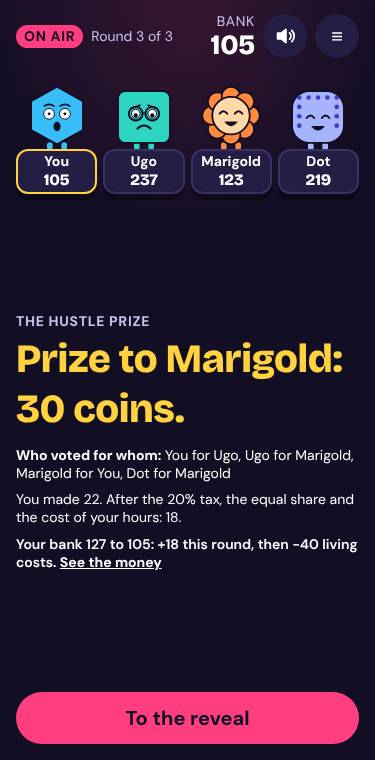 ON AIR
Round 3 of 3
BANK
105
You
105
Ugo
237
Marigold
123
Dot
219
THE HUSTLE PRIZE
Prize to Marigold:
30 coins.
Who voted for whom: You for Ugo, Ugo for Marigold,
Marigold for You, Dot for Marigold
You made 22. After the 20% tax, the equal share and
the cost of your hours: 18.
Your bank 127 to 105: +18 this round, then −40 living
costs. See the money
To the reveal